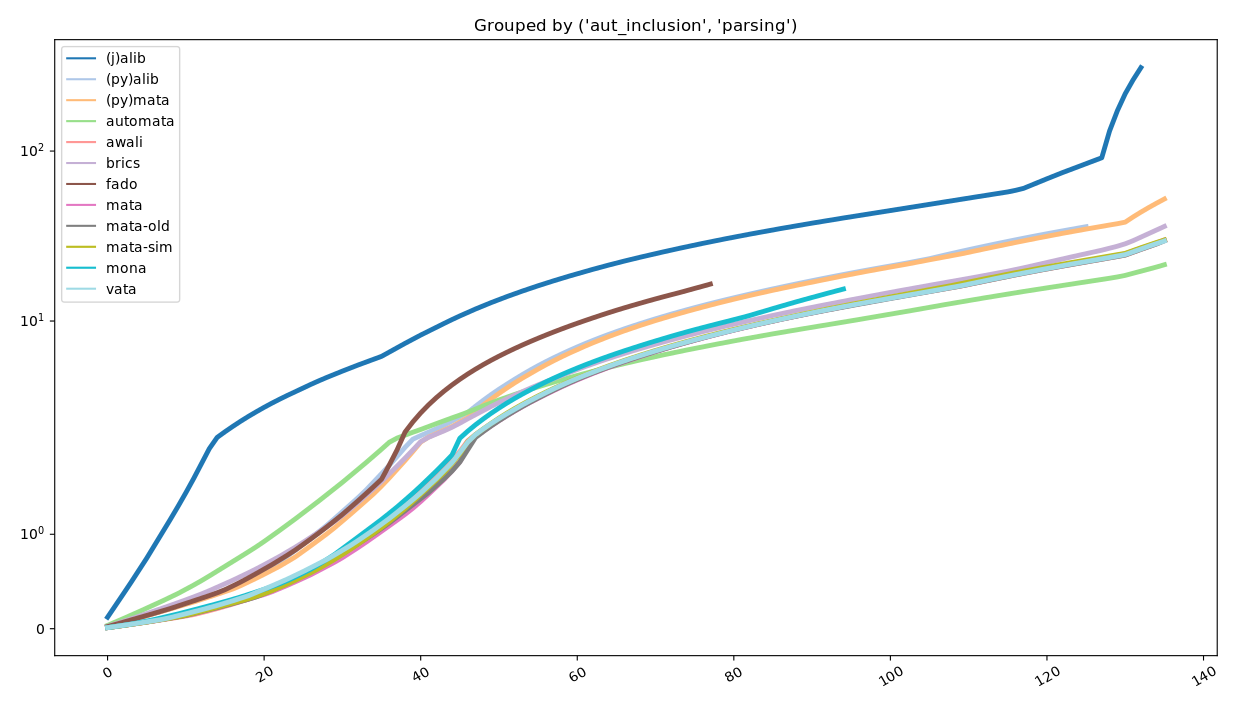 Grouped by ('aut_inclusion', 'parsing')
(j)alib
(py)alib
(py)mata
automata
awali
brics
fado
mata
mata-old
mata-sim
mona
vata
10²
10¹
10⁰
0
0
20
40
60
80
100
120
140